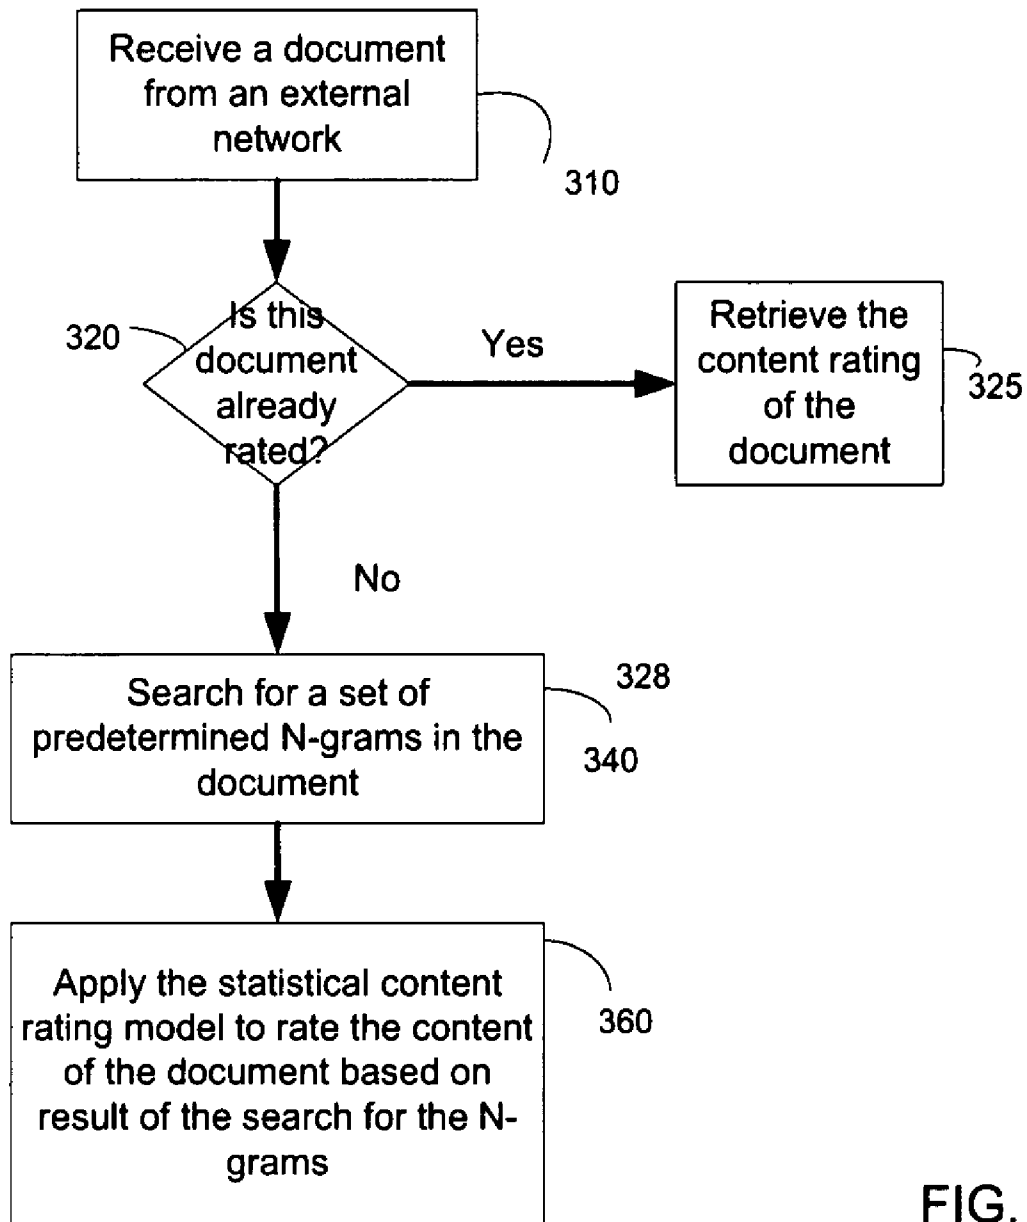 Receive a document
from an external
network
310
Is this
document
already
rated?
320
Yes
Retrieve the
content rating
of the
document
325
No
328
Search for a set of
predetermined N-grams in the
document
340
Apply the statistical content
rating model to rate the content
of the document based on
result of the search for the N-
grams
360
FIG.